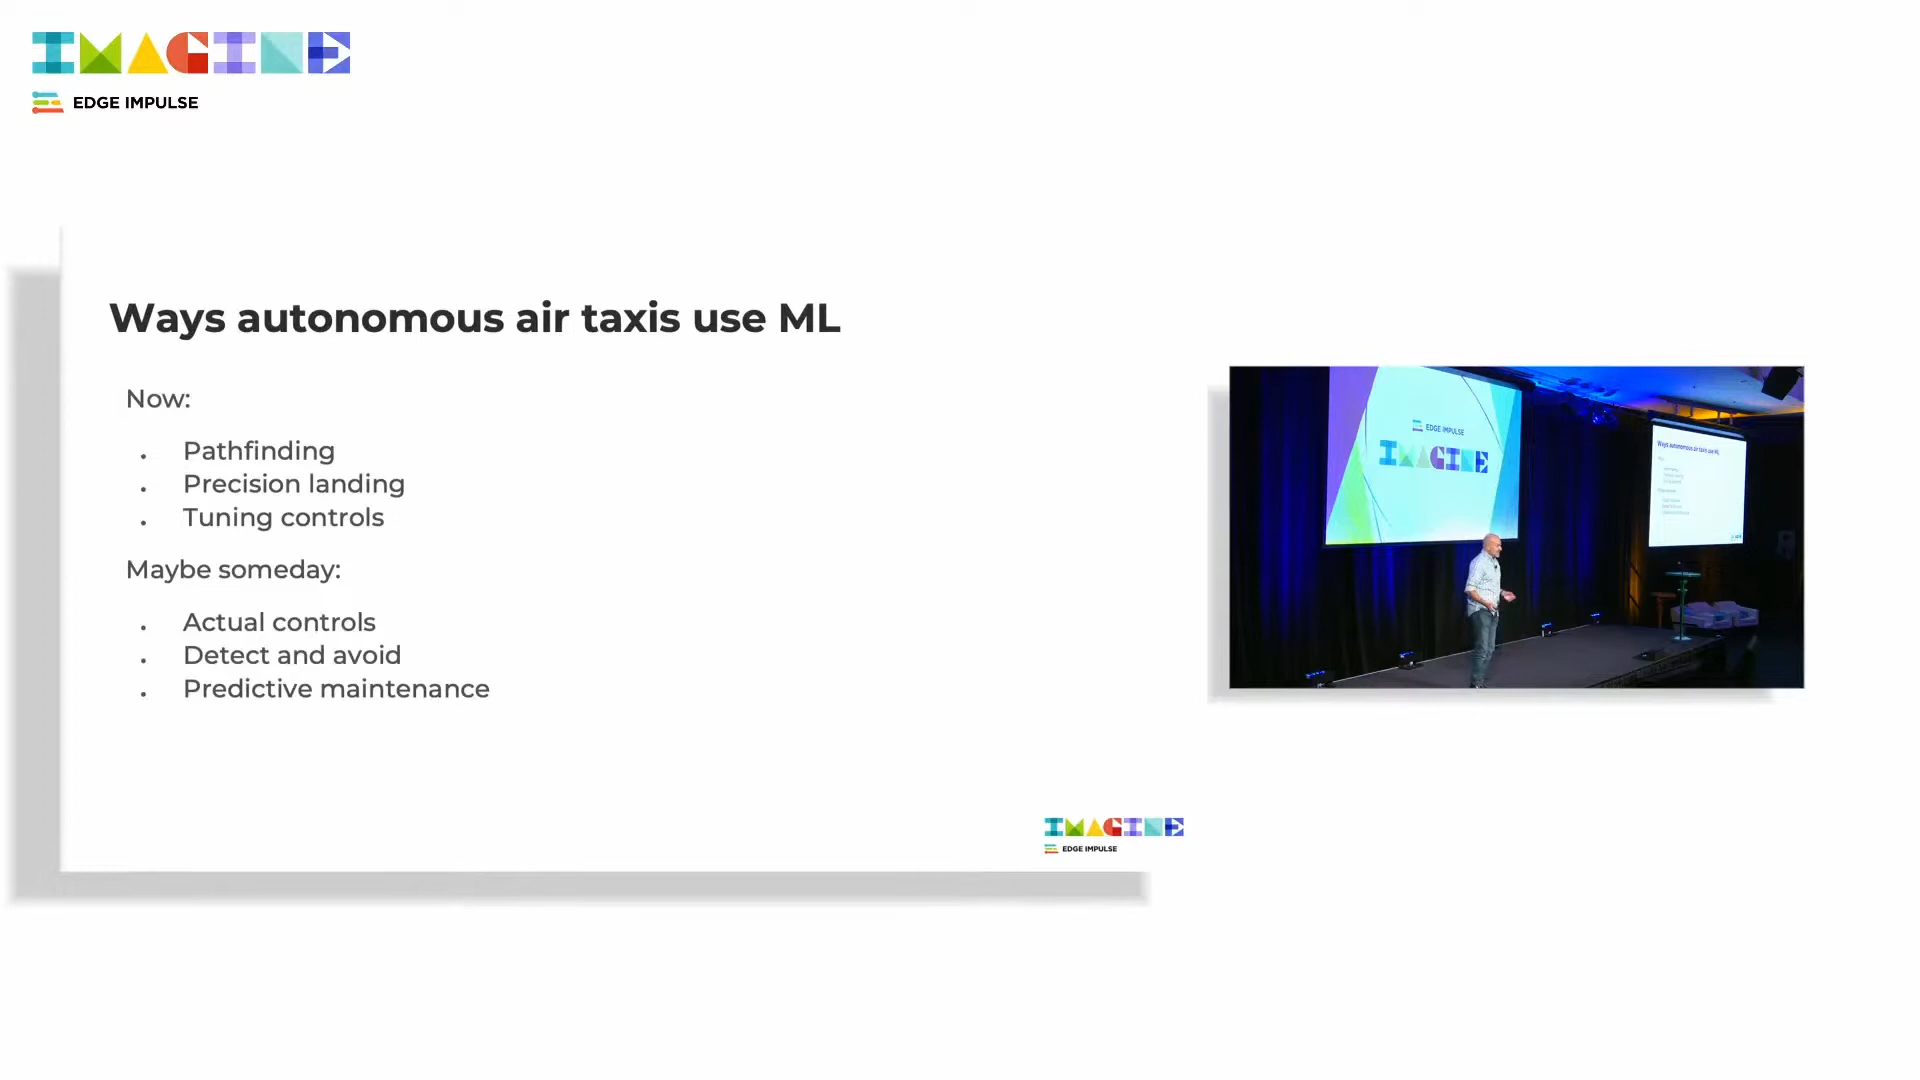 IMAGINE
EDGE IMPULSE
Ways autonomous air taxis use ML
Now:
. Pathfinding
. Precision landing
. Tuning controls
Maybe someday:
. Actual controls
. Detect and avoid
. Predictive maintenance
IMAGINE
EDGE IMPULSE
EDGE IMPULSE
IMAGINE
Ways autonomous air taxis use ML